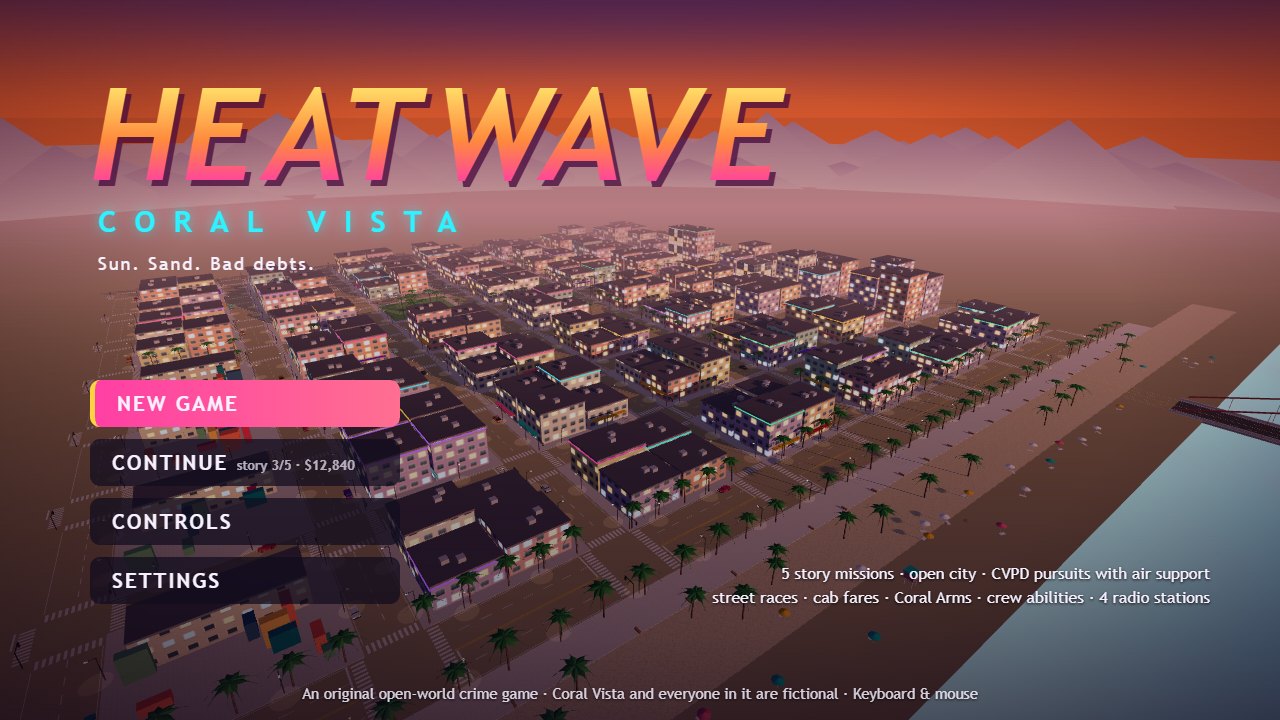 HEATWAVE
CORAL VISTA
Sun. Sand. Bad debts.
NEW GAME
CONTINUE story 3/5 · $12,840
CONTROLS
SETTINGS
5 story missions · open city · CVPD pursuits with air support
street races · cab fares · Coral Arms · crew abilities · 4 radio stations
An original open-world crime game · Coral Vista and everyone in it are fictional · Keyboard & mouse